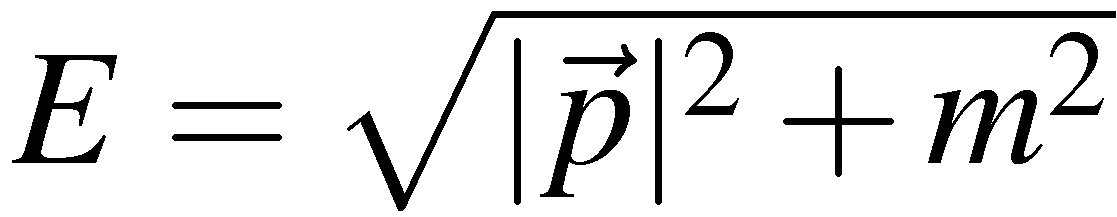 E = √(|p⃗|² + m²)